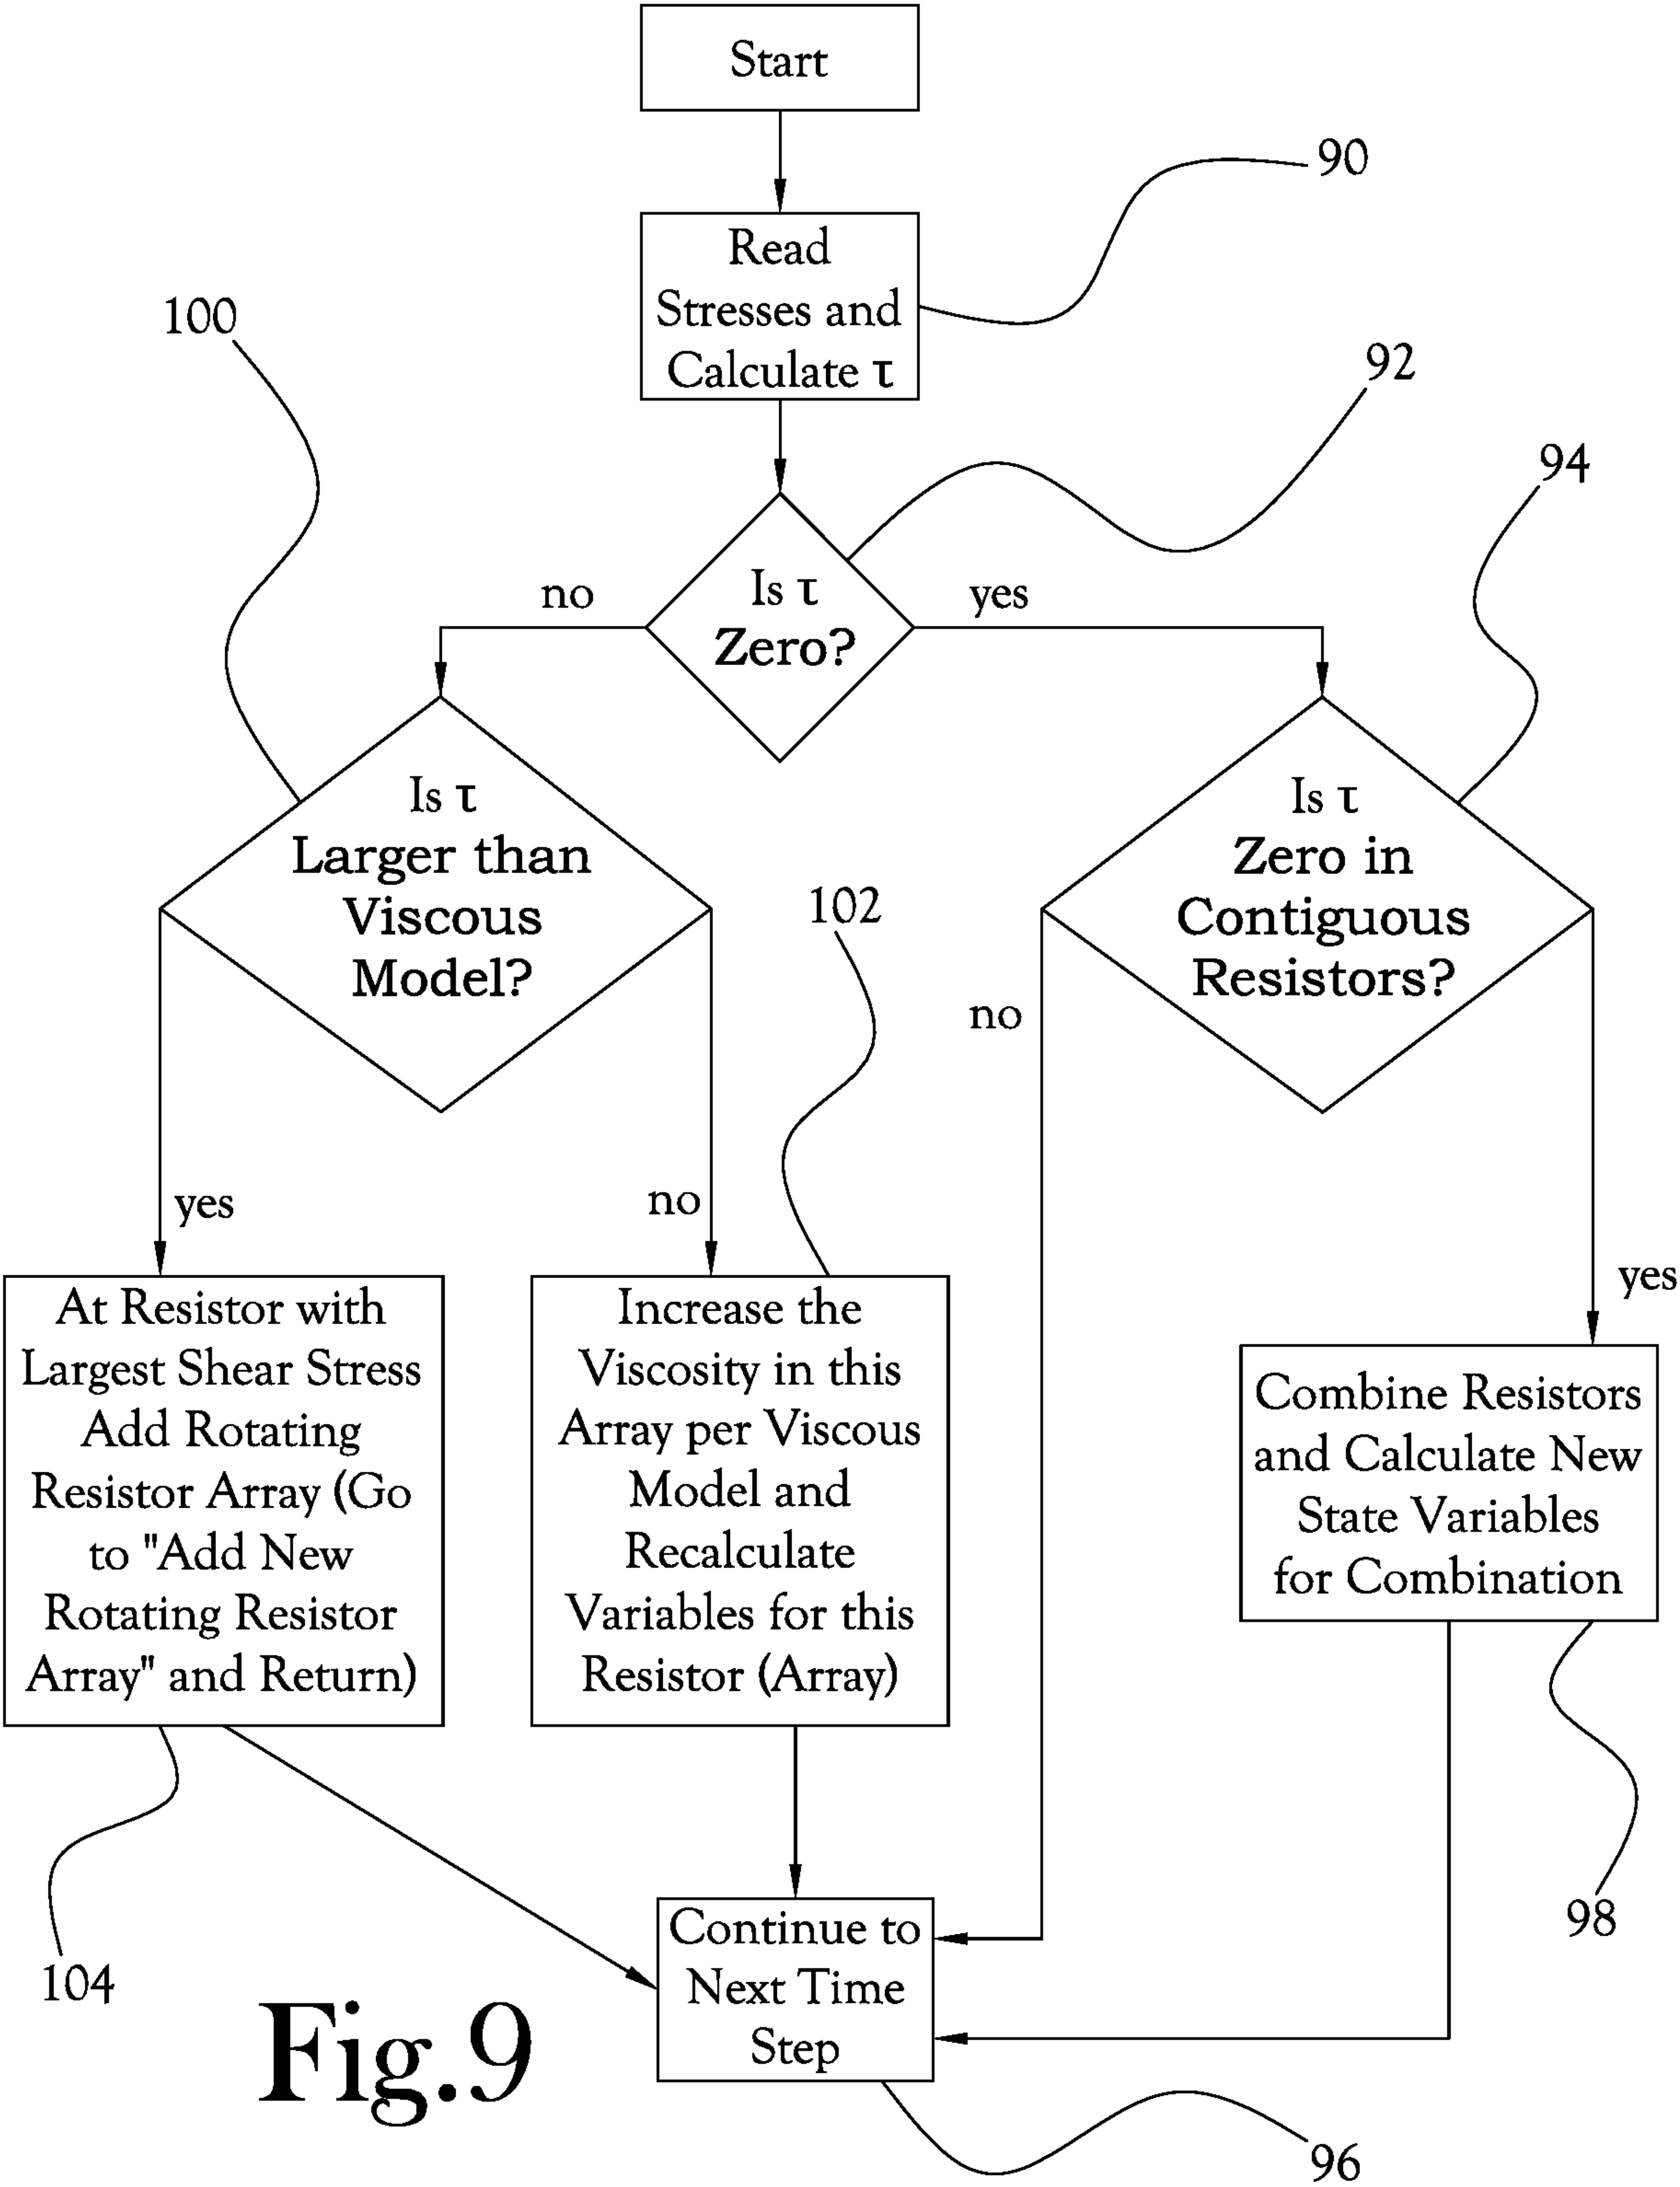 Start
90
Read
Stresses and
Calculate τ
100
92
94
no
Is τ
Zero?
yes
Is τ
Larger than
Viscous
Model?
Is τ
Zero in
Contiguous
Resistors?
102
no
yes
no
yes
At Resistor with
Largest Shear Stress
Add Rotating
Resistor Array (Go
to "Add New
Rotating Resistor
Array" and Return)
Increase the
Viscosity in this
Array per Viscous
Model and
Recalculate
Variables for this
Resistor (Array)
Combine Resistors
and Calculate New
State Variables
for Combination
98
104
Continue to
Next Time
Step
Fig.9
96